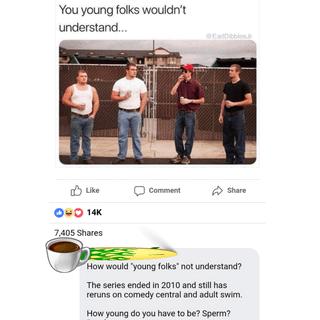 You young folks wouldn't
understand...
@EarlDibblesJr
Like
Comment
Share
14K
7,405 Shares
How would "young folks" not understand?
The series ended in 2010 and still has
reruns on comedy central and adult swim.
How young do you have to be? Sperm?